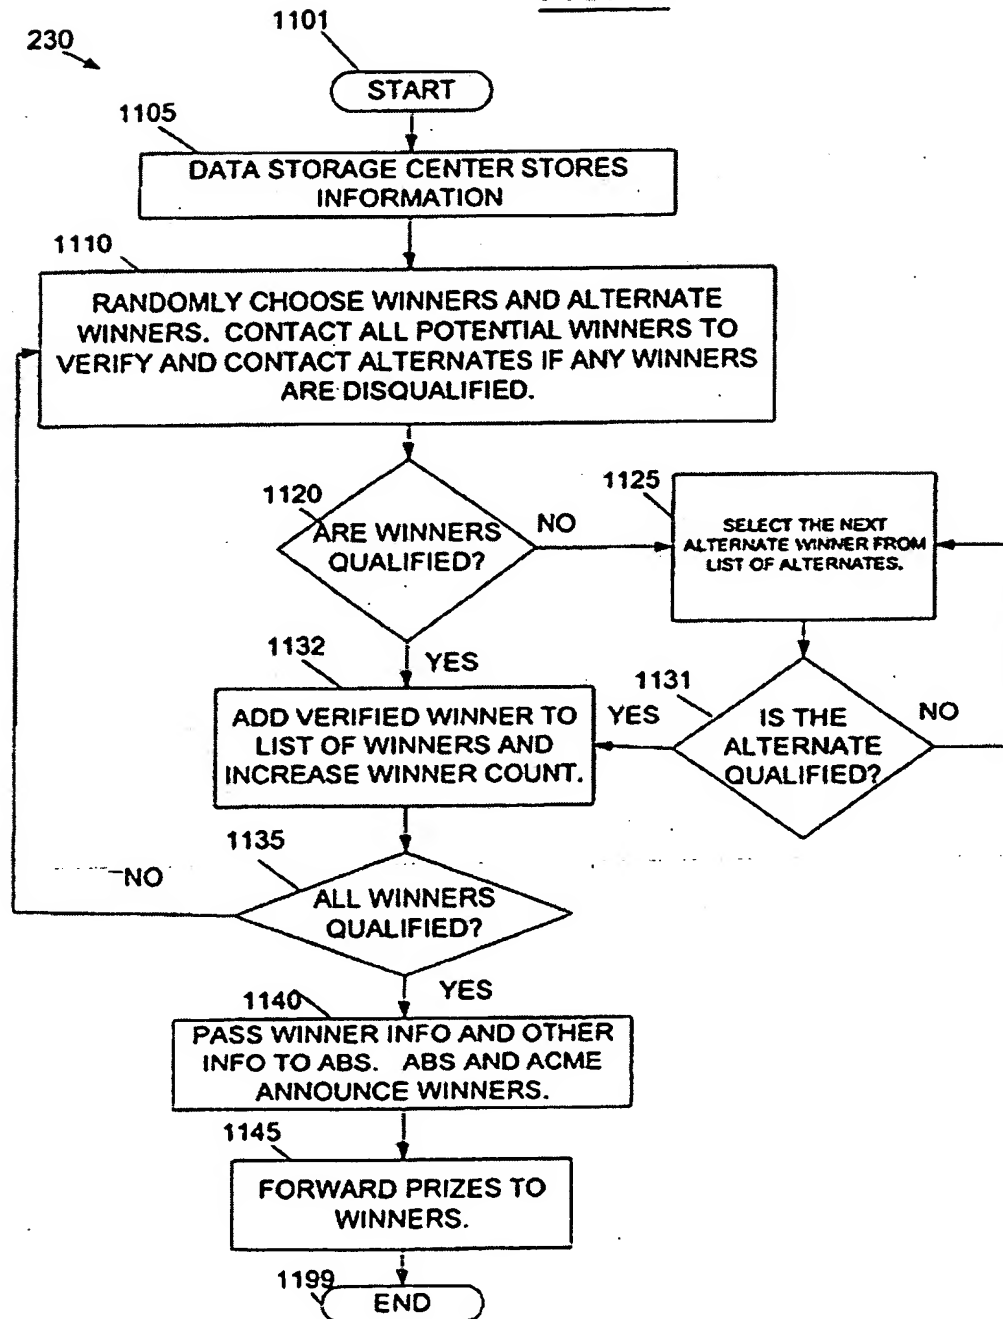 1101
230
START
1105
DATA STORAGE CENTER STORES
INFORMATION
1110
RANDOMLY CHOOSE WINNERS AND ALTERNATE
WINNERS. CONTACT ALL POTENTIAL WINNERS TO
VERIFY AND CONTACT ALTERNATES IF ANY WINNERS
ARE DISQUALIFIED.
1120
ARE WINNERS
QUALIFIED?
NO
1125
SELECT THE NEXT
ALTERNATE WINNER FROM
LIST OF ALTERNATES.
YES
1132
ADD VERIFIED WINNER TO
LIST OF WINNERS AND
INCREASE WINNER COUNT.
YES
1131
IS THE
ALTERNATE
QUALIFIED?
NO
1135
NO
ALL WINNERS
QUALIFIED?
YES
1140
PASS WINNER INFO AND OTHER
INFO TO ABS. ABS AND ACME
ANNOUNCE WINNERS.
1145
FORWARD PRIZES TO
WINNERS.
1199
END